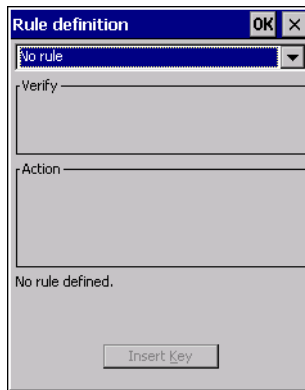 Rule definition OK ×
No rule
Verify
Action
No rule defined.
Insert Key